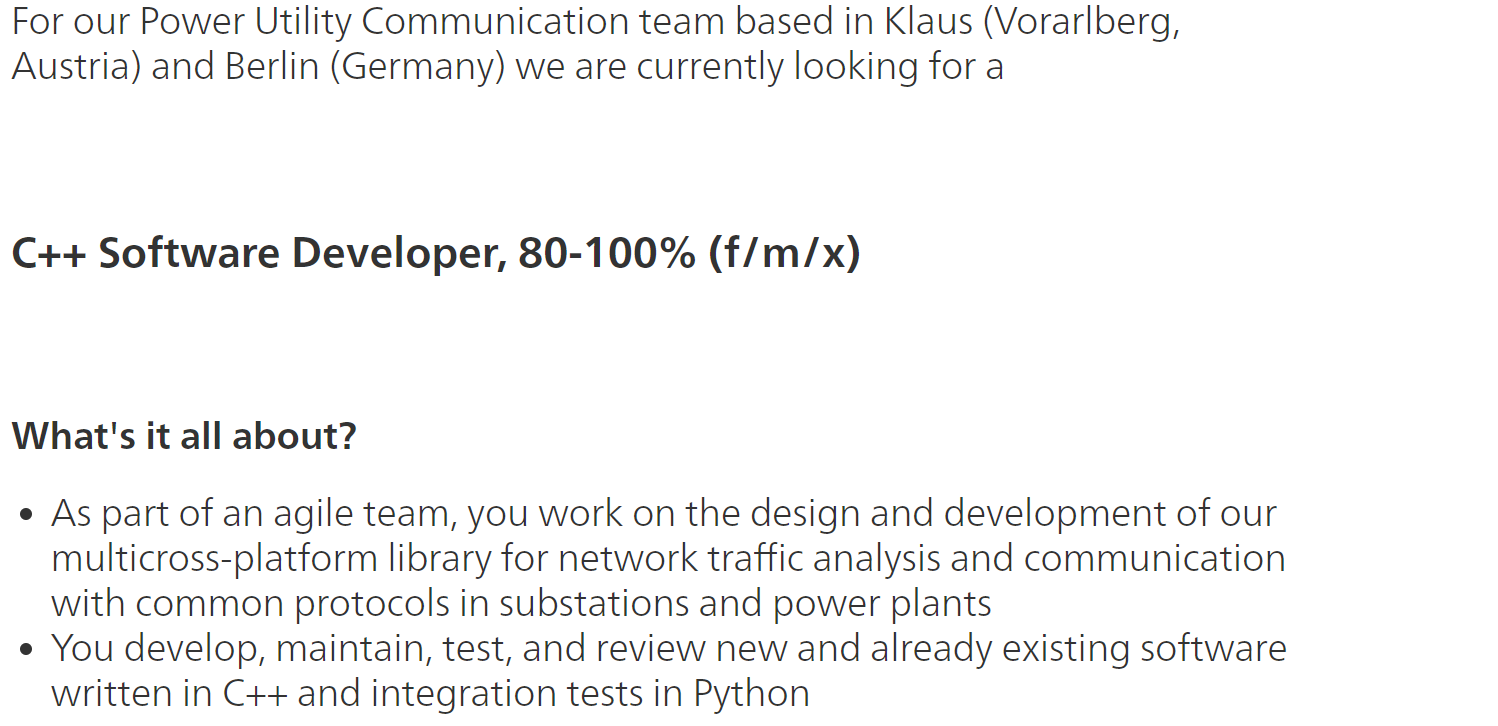 For our Power Utility Communication team based in Klaus (Vorarlberg,
Austria) and Berlin (Germany) we are currently looking for a
C++ Software Developer, 80-100% (f/m/x)
What's it all about?
• As part of an agile team, you work on the design and development of our
multicross-platform library for network traffic analysis and communication
with common protocols in substations and power plants
• You develop, maintain, test, and review new and already existing software
written in C++ and integration tests in Python